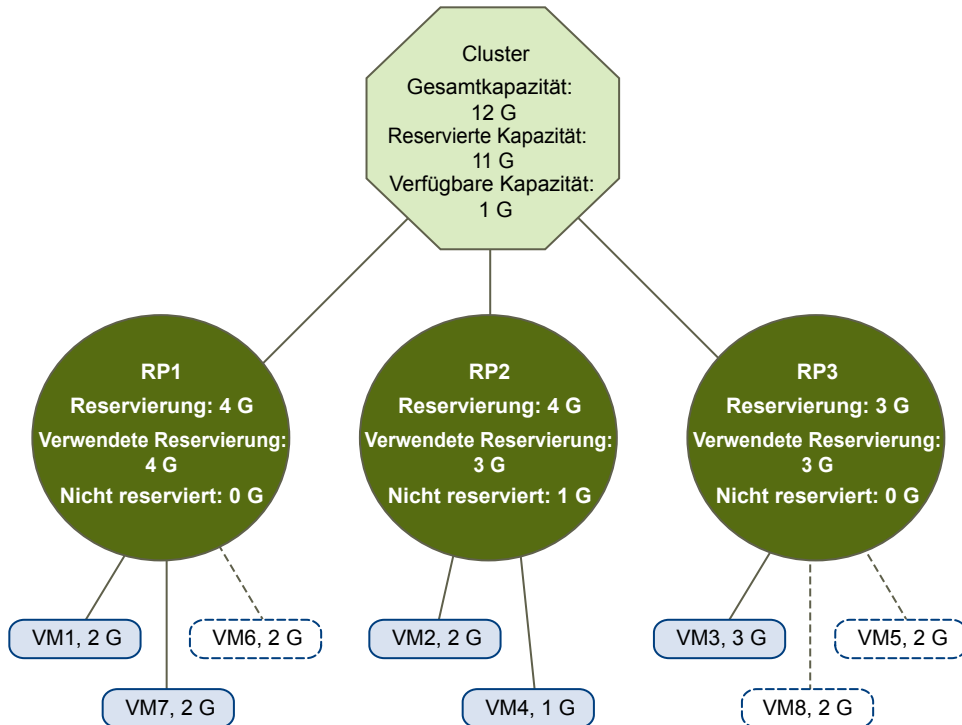 Cluster
Gesamtkapazität:
12 G
Reservierte Kapazität:
11 G
Verfügbare Kapazität:
1 G
RP1
Reservierung: 4 G
Verwendete Reservierung:
4 G
Nicht reserviert: 0 G
RP2
Reservierung: 4 G
Verwendete Reservierung:
3 G
Nicht reserviert: 1 G
RP3
Reservierung: 3 G
Verwendete Reservierung:
3 G
Nicht reserviert: 0 G
VM1, 2 G
VM6, 2 G
VM2, 2 G
VM3, 3 G
VM5, 2 G
VM7, 2 G
VM4, 1 G
VM8, 2 G